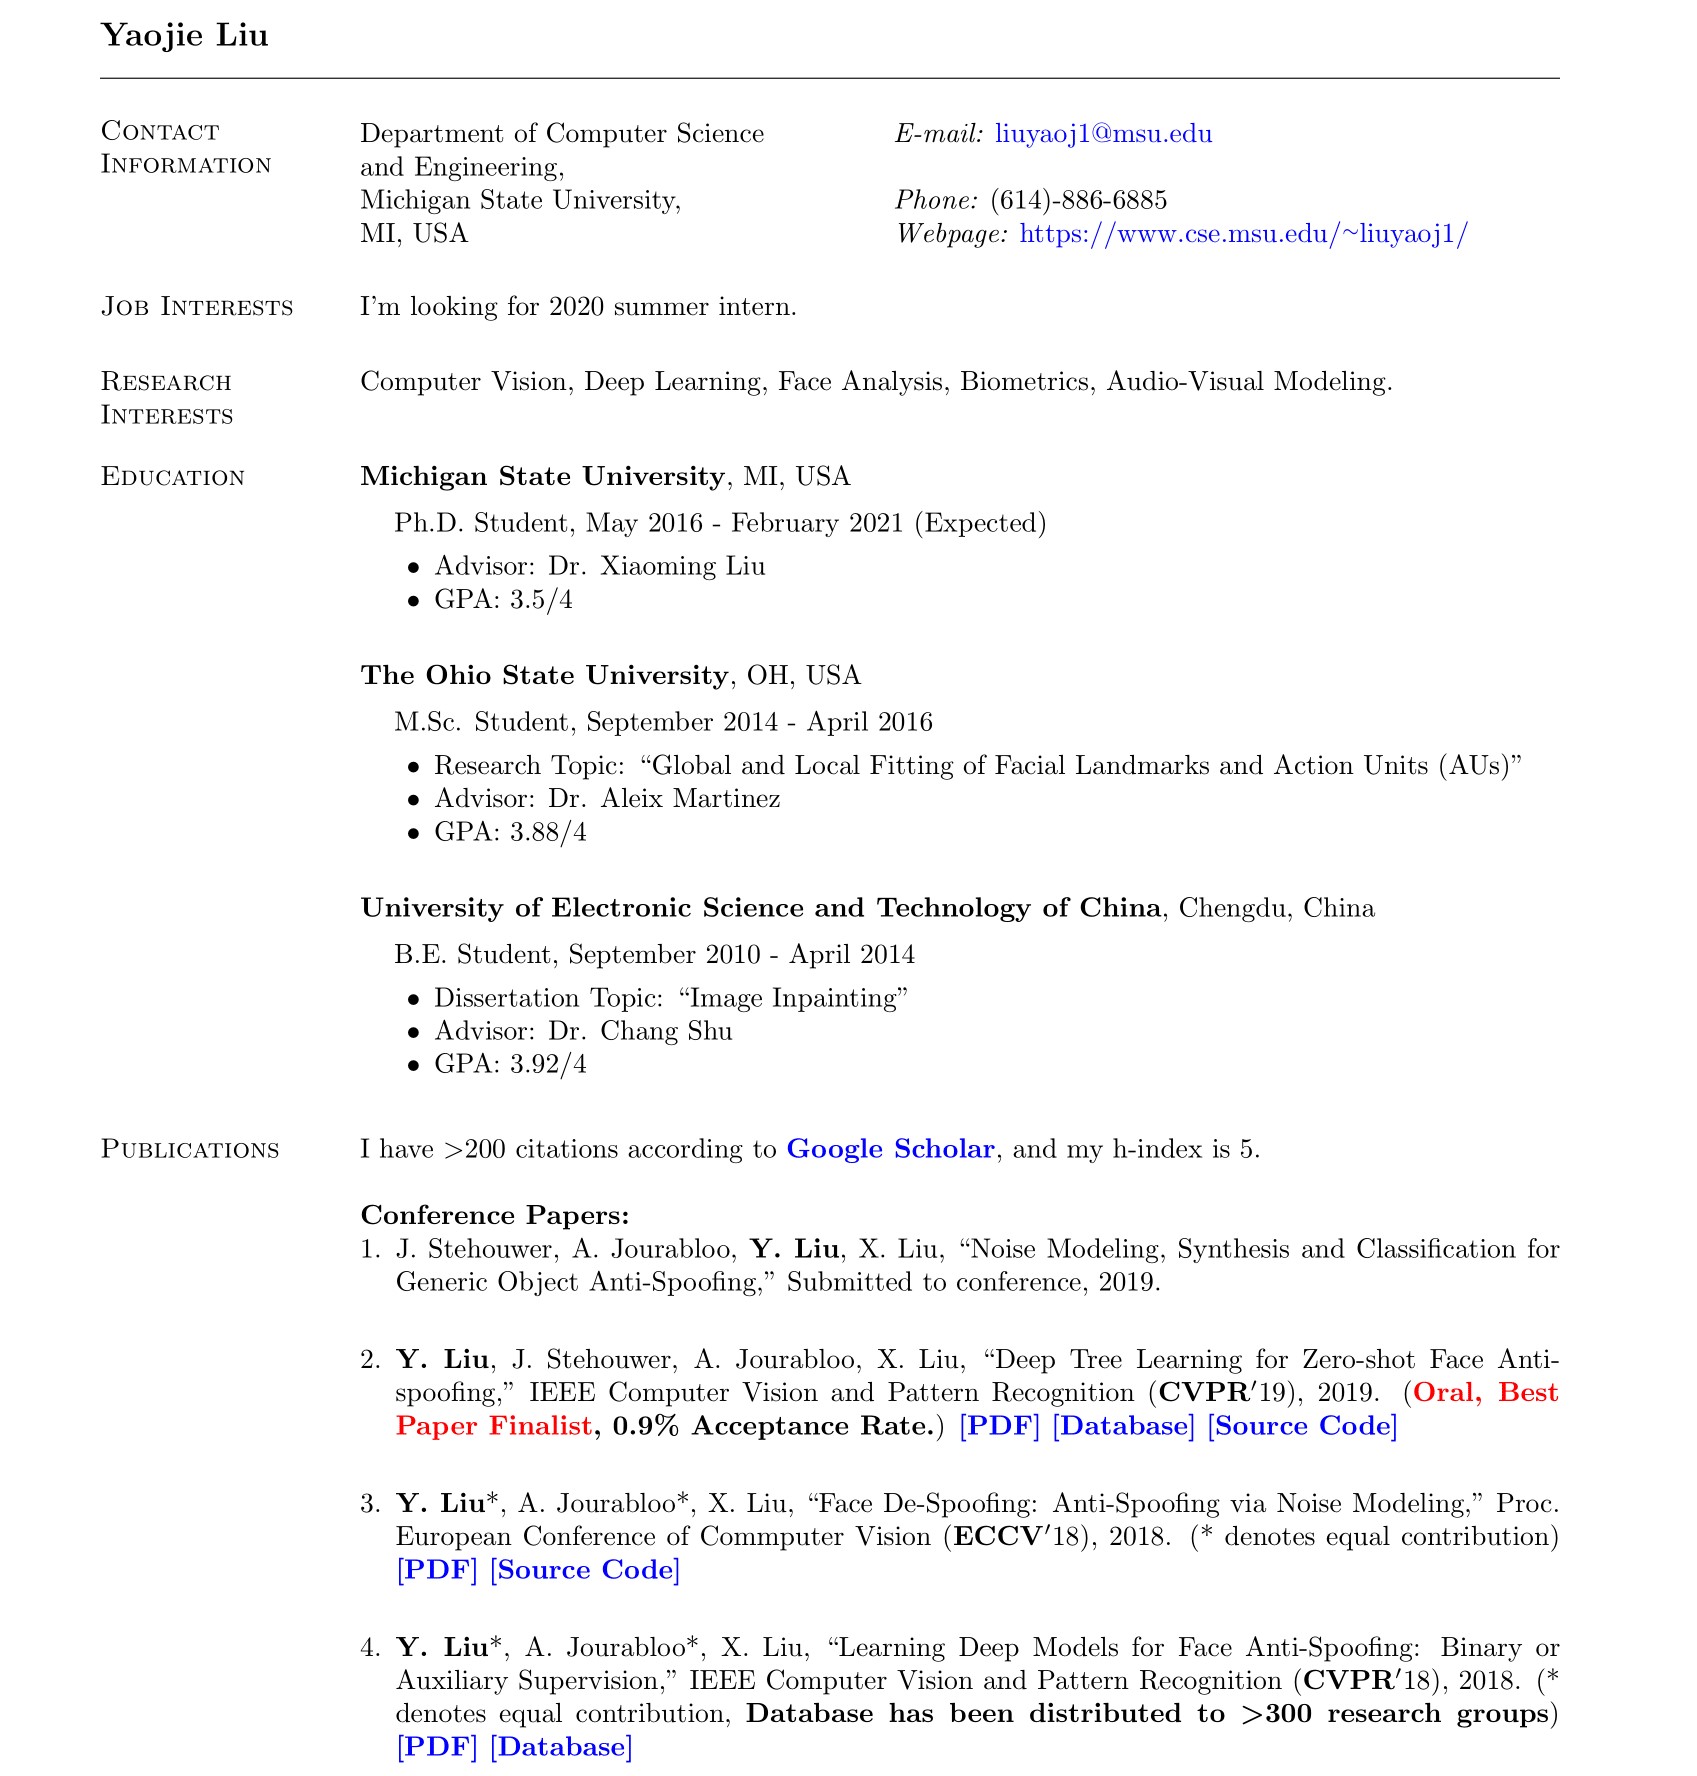 Yaojie Liu
Contact
Information
Department of Computer Science
and Engineering,
Michigan State University,
MI, USA
E-mail: liuyaoj1@msu.edu
Phone: (614)-886-6885
Webpage: https://www.cse.msu.edu/~liuyaoj1/
Job Interests
I'm looking for 2020 summer intern.
Research
Interests
Computer Vision, Deep Learning, Face Analysis, Biometrics, Audio-Visual Modeling.
Education
Michigan State University, MI, USA
Ph.D. Student, May 2016 - February 2021 (Expected)
• Advisor: Dr. Xiaoming Liu
• GPA: 3.5/4
The Ohio State University, OH, USA
M.Sc. Student, September 2014 - April 2016
• Research Topic: “Global and Local Fitting of Facial Landmarks and Action Units (AUs)”
• Advisor: Dr. Aleix Martinez
• GPA: 3.88/4
University of Electronic Science and Technology of China, Chengdu, China
B.E. Student, September 2010 - April 2014
• Dissertation Topic: “Image Inpainting”
• Advisor: Dr. Chang Shu
• GPA: 3.92/4
Publications
I have >200 citations according to Google Scholar, and my h-index is 5.
Conference Papers:
1. J. Stehouwer, A. Jourabloo, Y. Liu, X. Liu, “Noise Modeling, Synthesis and Classification for
Generic Object Anti-Spoofing,” Submitted to conference, 2019.
2. Y. Liu, J. Stehouwer, A. Jourabloo, X. Liu, “Deep Tree Learning for Zero-shot Face Anti-
spoofing,” IEEE Computer Vision and Pattern Recognition (CVPR′19), 2019. (Oral, Best
Paper Finalist, 0.9% Acceptance Rate.) [PDF] [Database] [Source Code]
3. Y. Liu*, A. Jourabloo*, X. Liu, “Face De-Spoofing: Anti-Spoofing via Noise Modeling,” Proc.
European Conference of Commputer Vision (ECCV′18), 2018. (* denotes equal contribution)
[PDF] [Source Code]
4. Y. Liu*, A. Jourabloo*, X. Liu, “Learning Deep Models for Face Anti-Spoofing: Binary or
Auxiliary Supervision,” IEEE Computer Vision and Pattern Recognition (CVPR′18), 2018. (*
denotes equal contribution, Database has been distributed to >300 research groups)
[PDF] [Database]